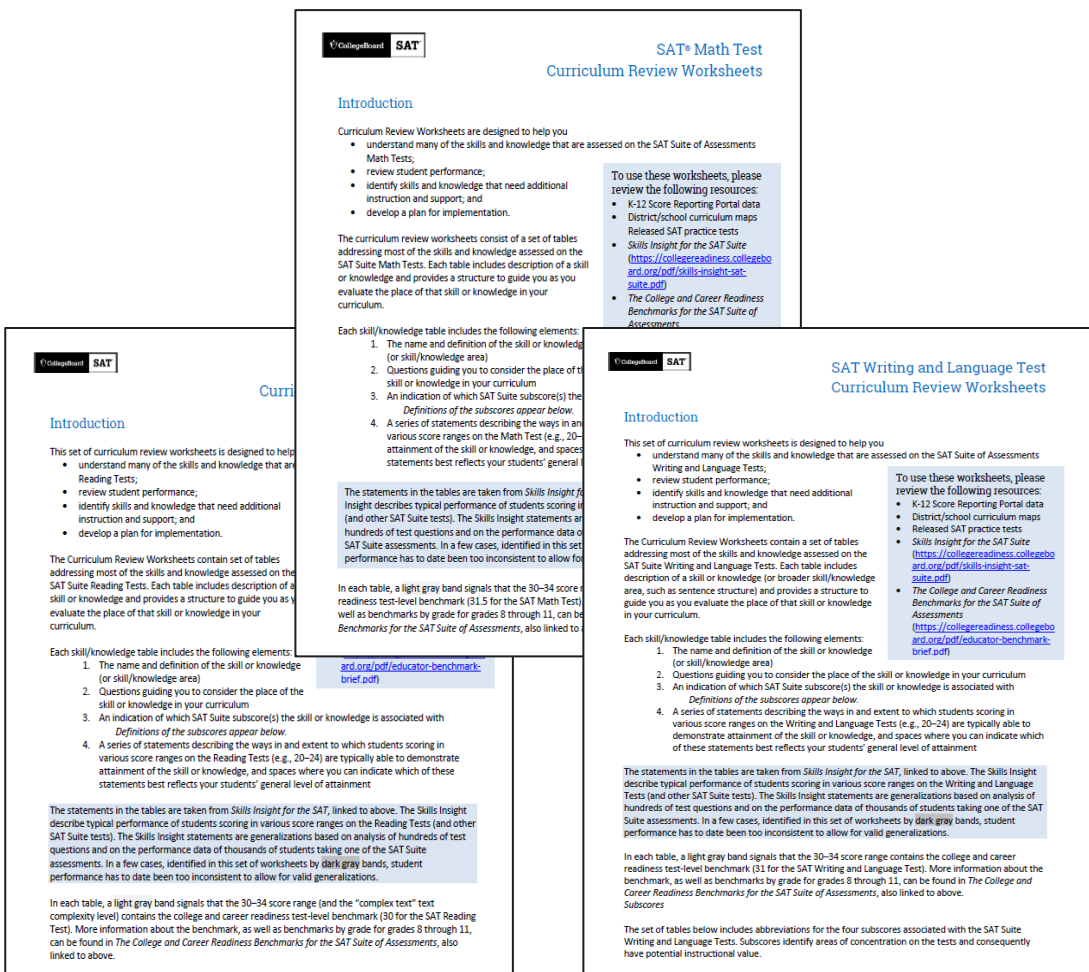 CollegeBoard SAT
SAT® Math Test
Curriculum Review Worksheets
Introduction
Curriculum Review Worksheets are designed to help you
• understand many of the skills and knowledge that are assessed on the SAT Suite of Assessments
Math Tests;
• review student performance;
• identify skills and knowledge that need additional
instruction and support; and
• develop a plan for implementation.
To use these worksheets, please
review the following resources:
• K-12 Score Reporting Portal data
• District/school curriculum maps
Released SAT practice tests
• Skills Insight for the SAT Suite
(https://collegereadiness.collegebo
ard.org/pdf/skills-insight-sat-
suite.pdf)
• The College and Career Readiness
Benchmarks for the SAT Suite of
Assessments
The curriculum review worksheets consist of a set of tables
addressing most of the skills and knowledge assessed on the
SAT Suite Math Tests. Each table includes description of a skill
or knowledge and provides a structure to guide you as you
evaluate the place of that skill or knowledge in your
curriculum.
Each skill/knowledge table includes the following elements:
1. The name and definition of the skill or knowledg
(or skill/knowledge area)
2. Questions guiding you to consider the place of th
skill or knowledge in your curriculum
3. An indication of which SAT Suite subscore(s) the
Definitions of the subscores appear below.
4. A series of statements describing the ways in and
various score ranges on the Math Test (e.g., 20–
attainment of the skill or knowledge, and spaces
statements best reflects your students' general l
The statements in the tables are taken from Skills Insight fo
Insight describes typical performance of students scoring in
(and other SAT Suite tests). The Skills Insight statements ar
hundreds of test questions and on the performance data o
SAT Suite assessments. In a few cases, identified in this set
performance has to date been too inconsistent to allow for
In each table, a light gray band signals that the 30–34 score r
readiness test-level benchmark (31.5 for the SAT Math Test).
well as benchmarks by grade for grades 8 through 11, can be
Benchmarks for the SAT Suite of Assessments, also linked to a
CollegeBoard SAT
Curri
Introduction
This set of curriculum review worksheets is designed to help
• understand many of the skills and knowledge that are
Reading Tests;
• review student performance;
• identify skills and knowledge that need additional
instruction and support; and
• develop a plan for implementation.
The Curriculum Review Worksheets contain set of tables
addressing most of the skills and knowledge assessed on the
SAT Suite Reading Tests. Each table includes description of a
skill or knowledge and provides a structure to guide you as y
evaluate the place of that skill or knowledge in your
curriculum.
ard.org/pdf/educator-benchmark-
brief.pdf)
Each skill/knowledge table includes the following elements:
1. The name and definition of the skill or knowledge
(or skill/knowledge area)
2. Questions guiding you to consider the place of the
skill or knowledge in your curriculum
3. An indication of which SAT Suite subscore(s) the skill or knowledge is associated with
Definitions of the subscores appear below.
4. A series of statements describing the ways in and extent to which students scoring in
various score ranges on the Reading Tests (e.g., 20–24) are typically able to demonstrate
attainment of the skill or knowledge, and spaces where you can indicate which of these
statements best reflects your students' general level of attainment
The statements in the tables are taken from Skills Insight for the SAT, linked to above. The Skills Insight
describe typical performance of students scoring in various score ranges on the Reading Tests (and other
SAT Suite tests). The Skills Insight statements are generalizations based on analysis of hundreds of test
questions and on the performance data of thousands of students taking one of the SAT Suite
assessments. In a few cases, identified in this set of worksheets by dark gray bands, student
performance has to date been too inconsistent to allow for valid generalizations.
In each table, a light gray band signals that the 30–34 score range (and the “complex text” text
complexity level) contains the college and career readiness test-level benchmark (30 for the SAT Reading
Test). More information about the benchmark, as well as benchmarks by grade for grades 8 through 11,
can be found in The College and Career Readiness Benchmarks for the SAT Suite of Assessments, also
linked to above.
CollegeBoard SAT
SAT Writing and Language Test
Curriculum Review Worksheets
Introduction
This set of curriculum review worksheets is designed to help you
• understand many of the skills and knowledge that are assessed on the SAT Suite of Assessments
Writing and Language Tests;
• review student performance;
• identify skills and knowledge that need additional
instruction and support; and
• develop a plan for implementation.
To use these worksheets, please
review the following resources:
• K-12 Score Reporting Portal data
• District/school curriculum maps
• Released SAT practice tests
• Skills Insight for the SAT Suite
(https://collegereadiness.collegebo
ard.org/pdf/skills-insight-sat-
suite.pdf)
• The College and Career Readiness
Benchmarks for the SAT Suite of
Assessments
(https://collegereadiness.collegebo
ard.org/pdf/educator-benchmark-
brief.pdf)
The Curriculum Review Worksheets contain a set of tables
addressing most of the skills and knowledge assessed on the
SAT Suite Writing and Language Tests. Each table includes
description of a skill or knowledge (or broader skill/knowledge
area, such as sentence structure) and provides a structure to
guide you as you evaluate the place of that skill or knowledge
in your curriculum.
Each skill/knowledge table includes the following elements:
1. The name and definition of the skill or knowledge
(or skill/knowledge area)
2. Questions guiding you to consider the place of the skill or knowledge in your curriculum
3. An indication of which SAT Suite subscore(s) the skill or knowledge is associated with
Definitions of the subscores appear below.
4. A series of statements describing the ways in and extent to which students scoring in
various score ranges on the Writing and Language Tests (e.g., 20–24) are typically able to
demonstrate attainment of the skill or knowledge, and spaces where you can indicate which
of these statements best reflects your students' general level of attainment
The statements in the tables are taken from Skills Insight for the SAT, linked to above. The Skills Insight
describe typical performance of students scoring in various score ranges on the Writing and Language
Tests (and other SAT Suite tests). The Skills Insight statements are generalizations based on analysis of
hundreds of test questions and on the performance data of thousands of students taking one of the SAT
Suite assessments. In a few cases, identified in this set of worksheets by dark gray bands, student
performance has to date been too inconsistent to allow for valid generalizations.
In each table, a light gray band signals that the 30–34 score range contains the college and career
readiness test-level benchmark (31 for the SAT Writing and Language Test). More information about the
benchmark, as well as benchmarks by grade for grades 8 through 11, can be found in The College and
Career Readiness Benchmarks for the SAT Suite of Assessments, also linked to above.
Subscores
The set of tables below includes abbreviations for the four subscores associated with the SAT Suite
Writing and Language Tests. Subscores identify areas of concentration on the tests and consequently
have potential instructional value.